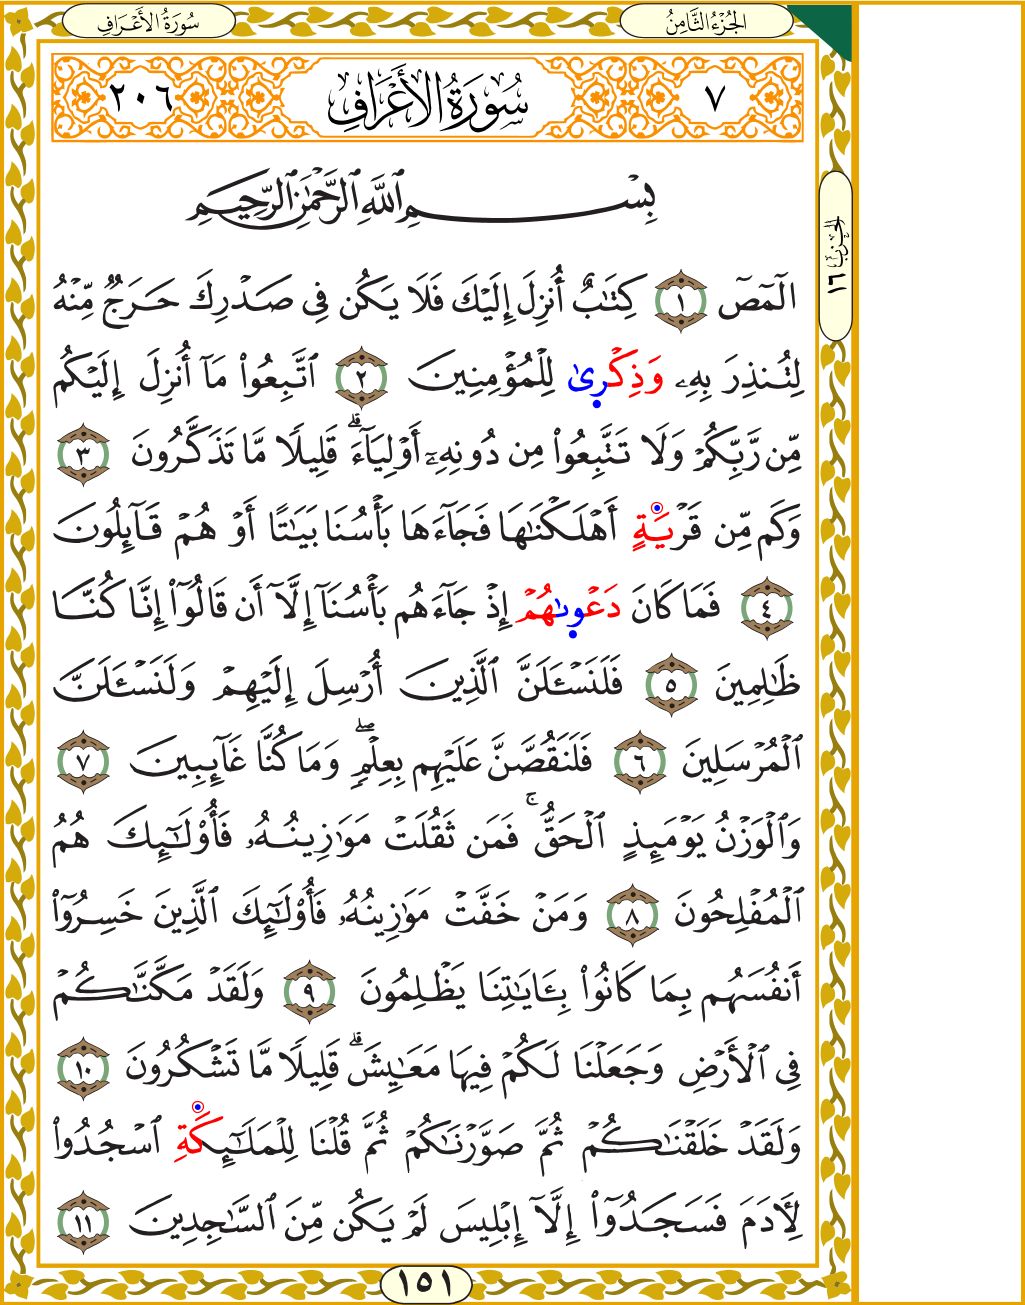 سُورَةُ الأَعْرَافِ
الجُزْءُ الثَّامِنُ
٢٠٦
سُورَةُ الأَعْرَافِ
٧
بِسْمِ ٱللَّهِ ٱلرَّحْمَٰنِ ٱلرَّحِيمِ
الحزب ١٦
الٓمٓصٓ ١ كِتَٰبٌ أُنزِلَ إِلَيْكَ فَلَا يَكُن فِى صَدْرِكَ حَرَجٌ مِّنْهُ
لِتُنذِرَ بِهِۦ وَذِكْرِىٰ لِلْمُؤْمِنِينَ ٢ ٱتَّبِعُوا۟ مَآ أُنزِلَ إِلَيْكُم
مِّن رَّبِّكُمْ وَلَا تَتَّبِعُوا۟ مِن دُونِهِۦٓ أَوْلِيَآءَ ۗ قَلِيلًا مَّا تَذَكَّرُونَ ٣
وَكَم مِّن قَرْيَةٍ أَهْلَكْنَٰهَا فَجَآءَهَا بَأْسُنَا بَيَٰتًا أَوْ هُمْ قَآئِلُونَ
٤ فَمَا كَانَ دَعْوىٰهُمْ إِذْ جَآءَهُم بَأْسُنَآ إِلَّآ أَن قَالُوٓا۟ إِنَّا كُنَّا
ظَٰلِمِينَ ٥ فَلَنَسْـَٔلَنَّ ٱلَّذِينَ أُرْسِلَ إِلَيْهِمْ وَلَنَسْـَٔلَنَّ
ٱلْمُرْسَلِينَ ٦ فَلَنَقُصَّنَّ عَلَيْهِم بِعِلْمٍ ۖ وَمَا كُنَّا غَآئِبِينَ ٧
وَٱلْوَزْنُ يَوْمَئِذٍ ٱلْحَقُّ ۚ فَمَن ثَقُلَتْ مَوَٰزِينُهُۥ فَأُو۟لَٰٓئِكَ هُمُ
ٱلْمُفْلِحُونَ ٨ وَمَنْ خَفَّتْ مَوَٰزِينُهُۥ فَأُو۟لَٰٓئِكَ ٱلَّذِينَ خَسِرُوٓا۟
أَنفُسَهُم بِمَا كَانُوا۟ بِـَٔايَٰتِنَا يَظْلِمُونَ ٩ وَلَقَدْ مَكَّنَّٰكُمْ
فِى ٱلْأَرْضِ وَجَعَلْنَا لَكُمْ فِيهَا مَعَٰيِشَ ۗ قَلِيلًا مَّا تَشْكُرُونَ ١٠
وَلَقَدْ خَلَقْنَٰكُمْ ثُمَّ صَوَّرْنَٰكُمْ ثُمَّ قُلْنَا لِلْمَلَٰٓئِكَةِ ٱسْجُدُوا۟
لِـَٔادَمَ فَسَجَدُوٓا۟ إِلَّآ إِبْلِيسَ لَمْ يَكُن مِّنَ ٱلسَّٰجِدِينَ ١١
١٥١